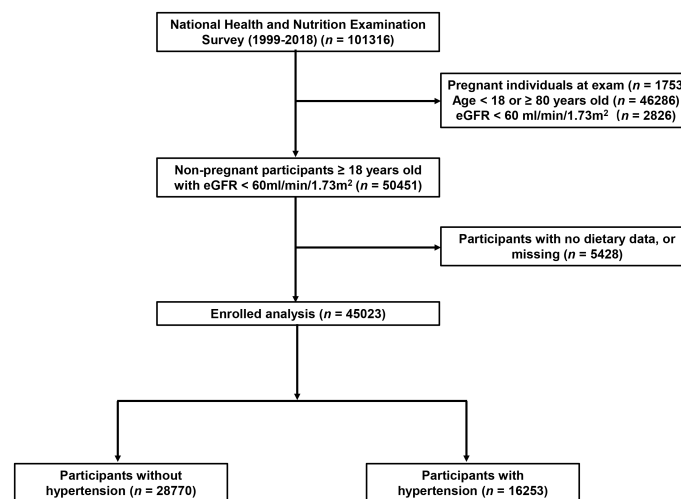 National Health and Nutrition Examination
Survey (1999-2018) (n = 101316)
Pregnant individuals at exam (n = 1753
Age < 18 or ≥ 80 years old (n = 46286)
eGFR < 60 ml/min/1.73m² (n = 2826)
Non-pregnant participants ≥ 18 years old
with eGFR < 60ml/min/1.73m² (n = 50451)
Participants with no dietary data, or
missing (n = 5428)
Enrolled analysis (n = 45023)
Participants without
hypertension (n = 28770)
Participants with
hypertension (n = 16253)